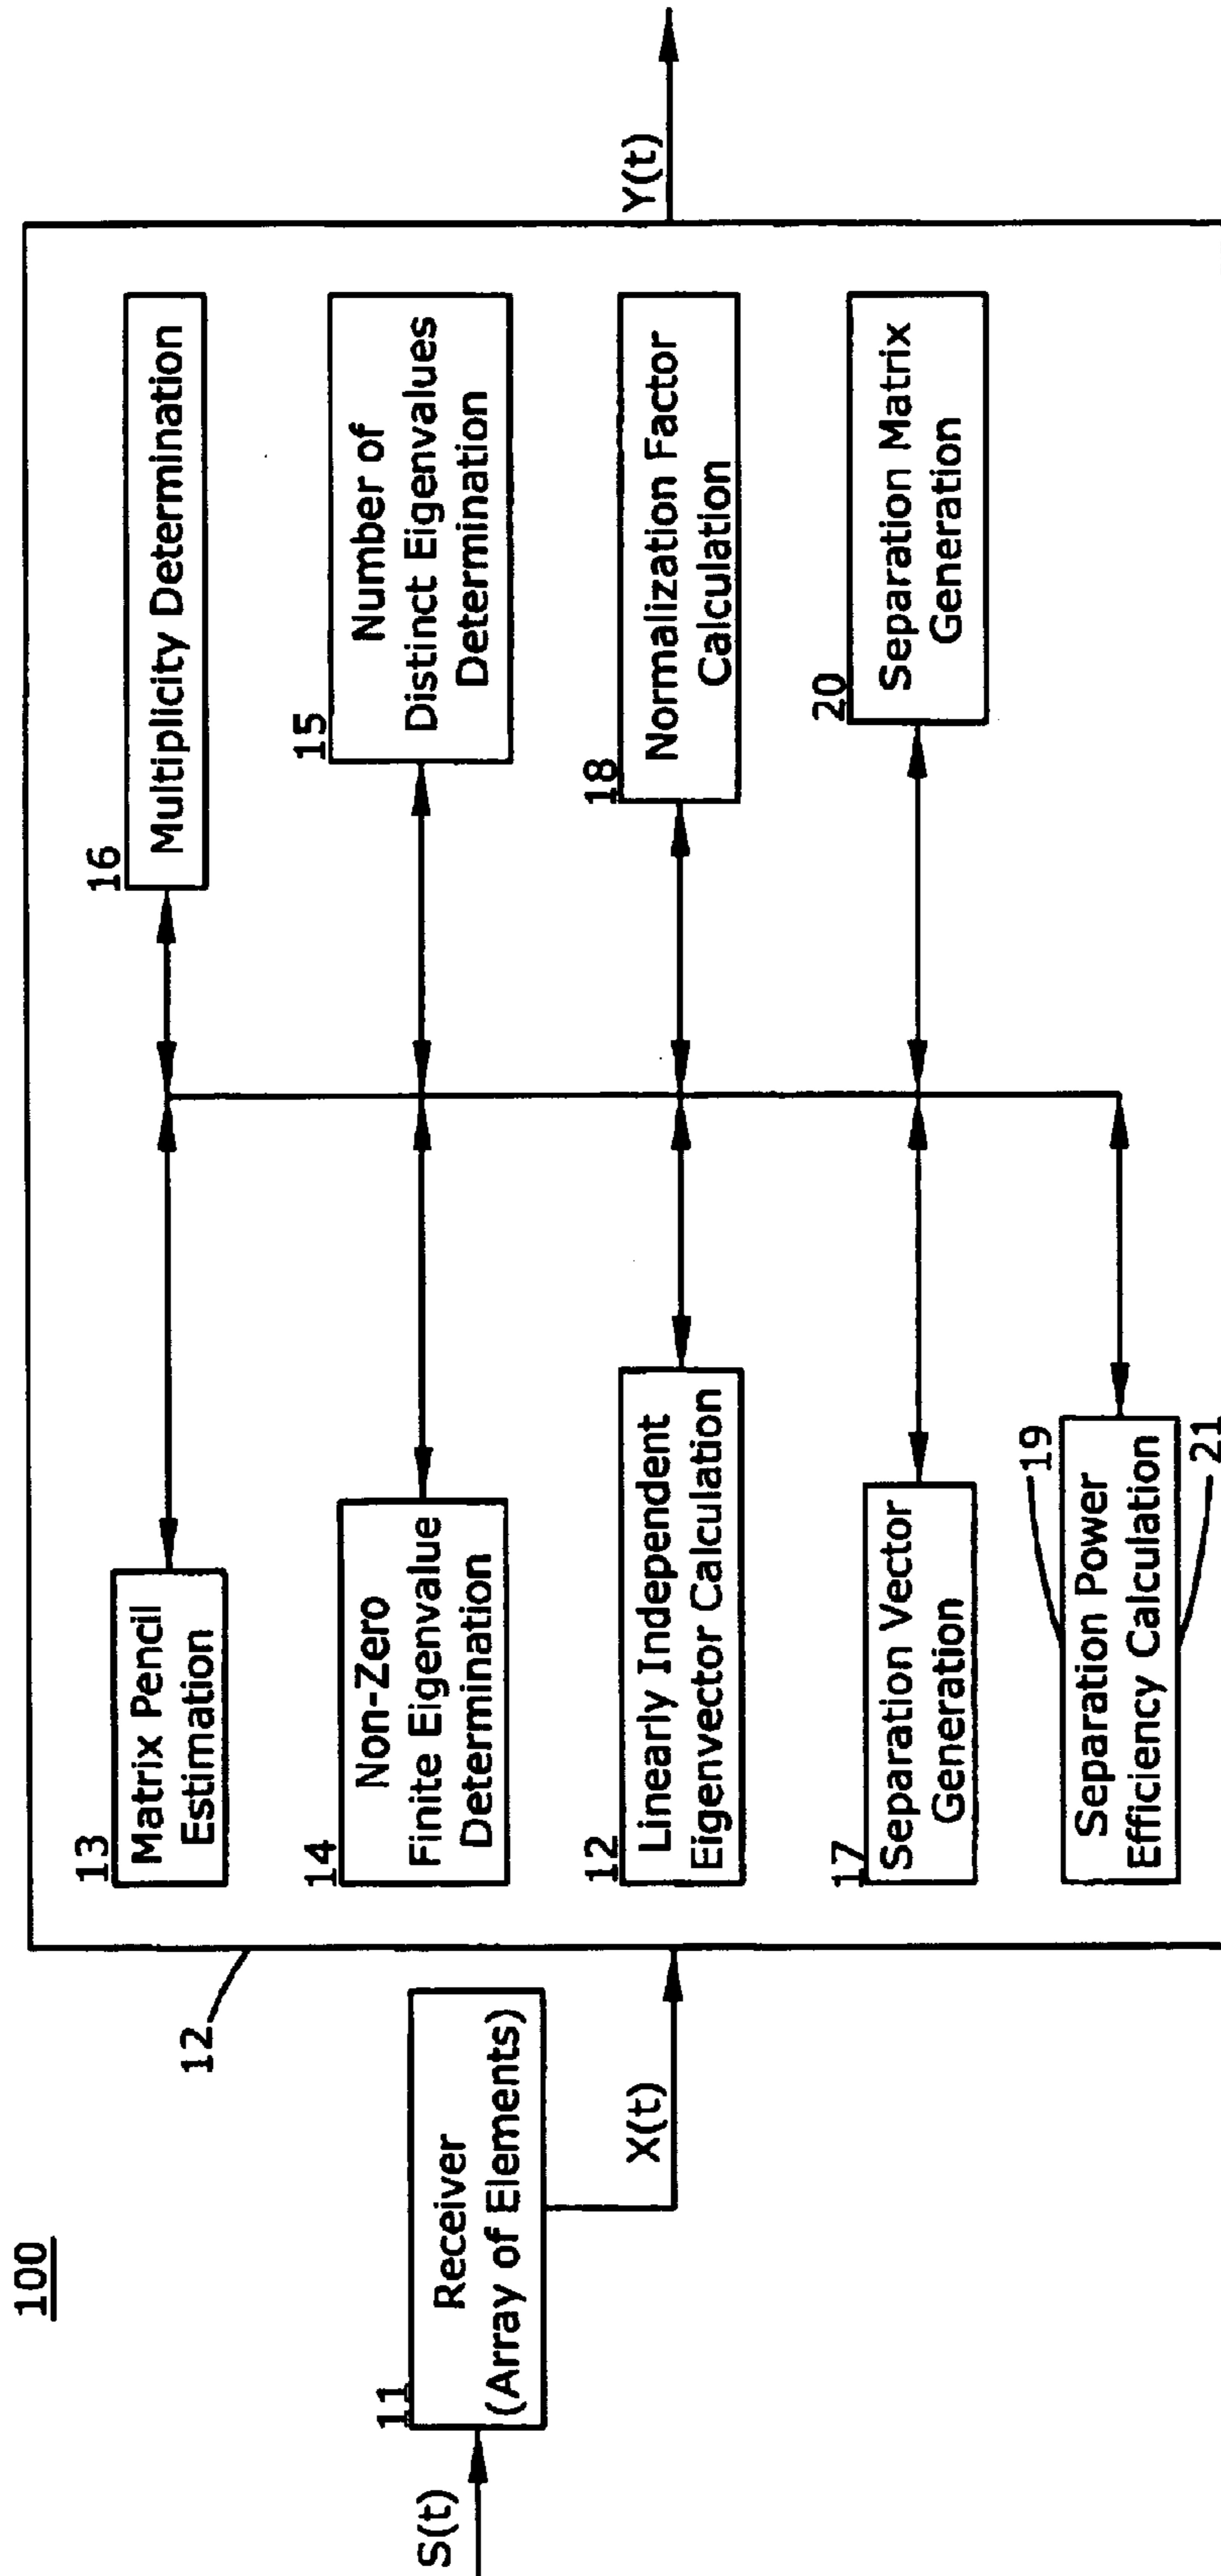 100
S(t)
11
Receiver
(Array of Elements)
X(t)
12
13
Matrix Pencil
Estimation
16
Multiplicity Determination
14
Non-Zero
Finite Eigenvalue
Determination
15
Number of
Distinct Eigenvalues
Determination
12
Linearly Independent
Eigenvector Calculation
18
Normalization Factor
Calculation
17
Separation Vector
Generation
20
Separation Matrix
Generation
19
Separation Power
Efficiency Calculation
21
Y(t)